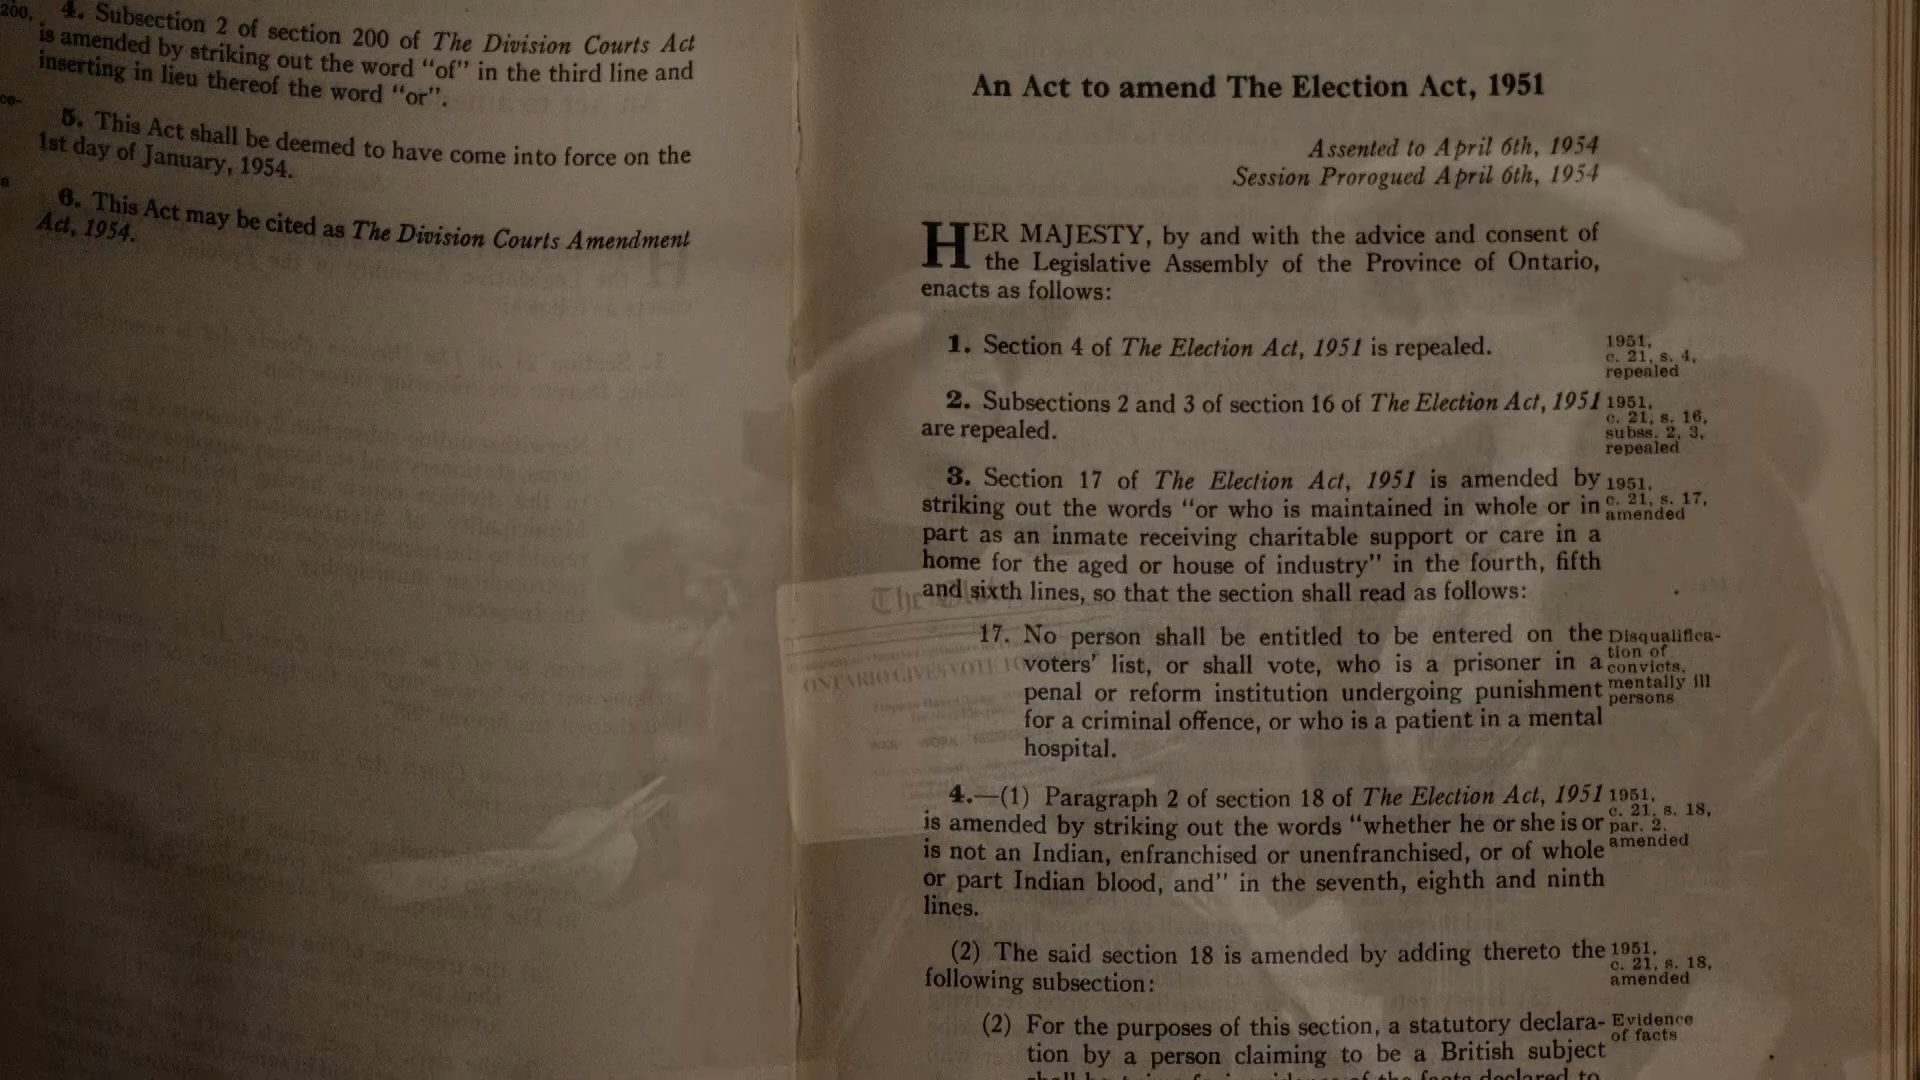 200,
4. Subsection 2 of section 200 of The Division Courts Act
is amended by striking out the word "of" in the third line and
inserting in lieu thereof the word "or".
co-
5. This Act shall be deemed to have come into force on the
1st day of January, 1954.
6. This Act may be cited as The Division Courts Amendment
Act, 1954.
An Act to amend The Election Act, 1951
Assented to April 6th, 1954
Session Prorogued April 6th, 1954
HER MAJESTY, by and with the advice and consent of
the Legislative Assembly of the Province of Ontario,
enacts as follows:
1. Section 4 of The Election Act, 1951 is repealed.
1951,
c. 21, s. 4,
repealed
2. Subsections 2 and 3 of section 16 of The Election Act, 1951
are repealed.
1951,
c. 21, s. 16,
subss. 2, 3,
repealed
3. Section 17 of The Election Act, 1951 is amended by
striking out the words "or who is maintained in whole or in
part as an inmate receiving charitable support or care in a
home for the aged or house of industry" in the fourth, fifth
and sixth lines, so that the section shall read as follows:
1951,
c. 21, s. 17,
amended
17. No person shall be entitled to be entered on the
voters' list, or shall vote, who is a prisoner in a
penal or reform institution undergoing punishment
for a criminal offence, or who is a patient in a mental
hospital.
Disqualifica-
tion of
convicts,
mentally ill
persons
4.—(1) Paragraph 2 of section 18 of The Election Act, 1951
is amended by striking out the words "whether he or she is or
is not an Indian, enfranchised or unenfranchised, or of whole
or part Indian blood, and" in the seventh, eighth and ninth
lines.
1951,
c. 21, s. 18,
par. 2,
amended
(2) The said section 18 is amended by adding thereto the
following subsection:
1951,
c. 21, s. 18,
amended
(2) For the purposes of this section, a statutory declara-
tion by a person claiming to be a British subject
Evidence
of facts
The
ONTARIO GIVES VOTE TO